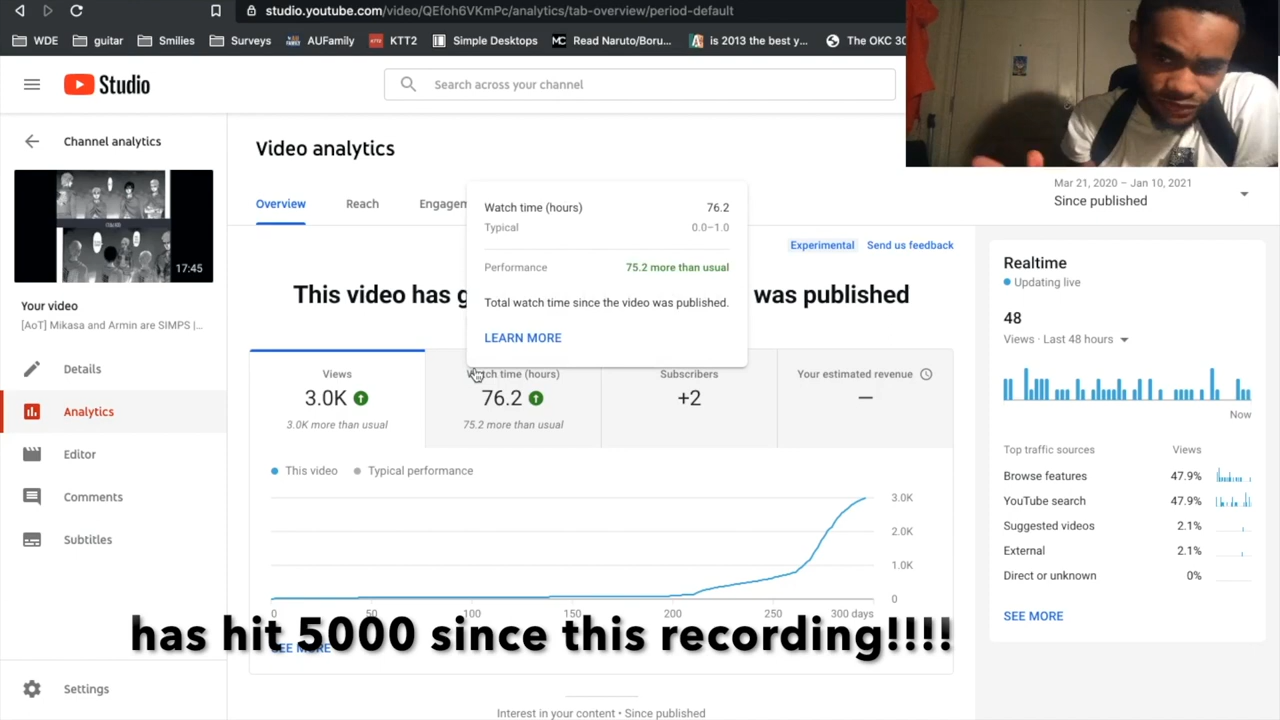 studio.youtube.com/video/QEfoh6VKmPc/analytics/tab-overview/period-default
WDE guitar Smilies Surveys AUFamily KTT2 Simple Desktops Read Naruto/Boru... is 2013 the best y... The OKC 30
Studio
Search across your channel
Channel analytics
17:45
Your video
[AoT] Mikasa and Armin are SIMPS |...
Details
Analytics
Editor
Comments
Subtitles
Settings
Video analytics
Mar 21, 2020 – Jan 10, 2021
Since published
Overview Reach Engagem
Experimental Send us feedback
This video has g was published
Watch time (hours) 76.2
Typical 0.0–1.0
Performance 75.2 more than usual
Total watch time since the video was published.
LEARN MORE
Views
3.0K
3.0K more than usual
Watch time (hours)
76.2
75.2 more than usual
Subscribers
+2
Your estimated revenue
—
This video Typical performance
3.0K
2.0K
1.0K
0
0 50 100 150 200 250 300 days
has hit 5000 since this recording!!!!
SEE MORE
Interest in your content • Since published
Realtime
Updating live
48
Views · Last 48 hours
Now
Top traffic sources Views
Browse features 47.9%
YouTube search 47.9%
Suggested videos 2.1%
External 2.1%
Direct or unknown 0%
SEE MORE